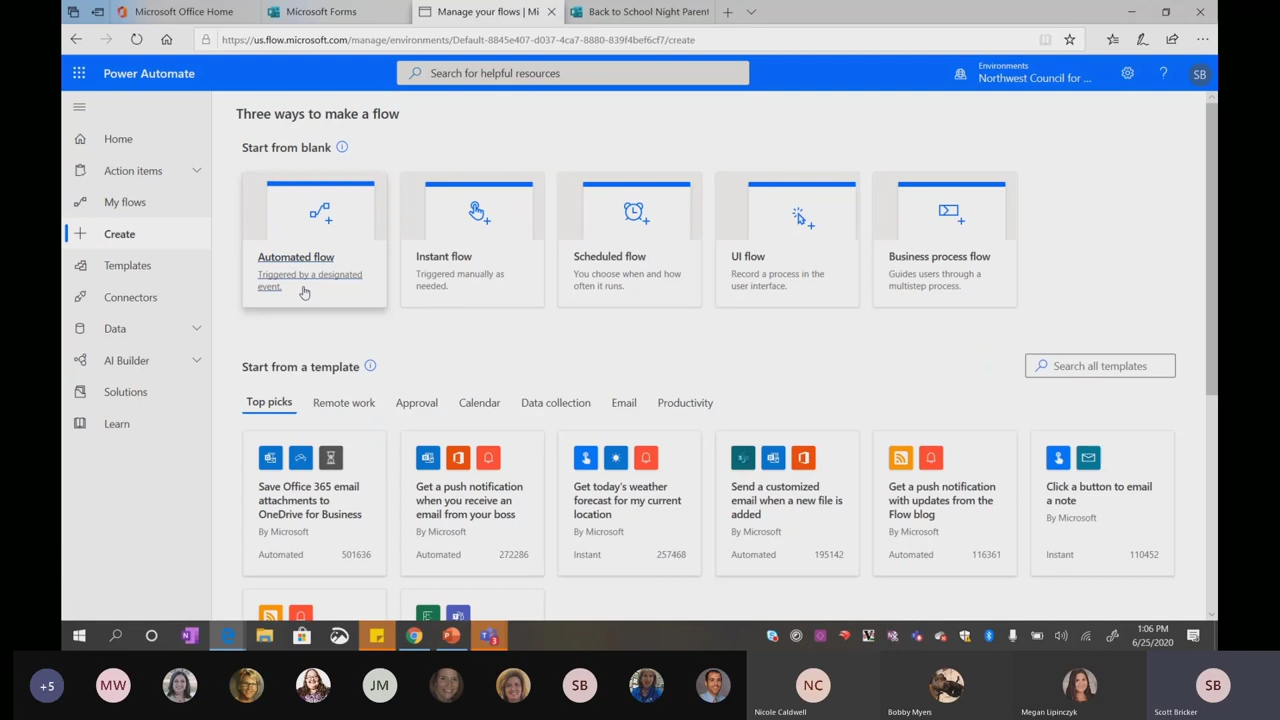 Microsoft Office Home
Microsoft Forms
Manage your flows | Mi
Back to School Night Parent
https://us.flow.microsoft.com/manage/environments/Default-8845e407-d037-4ca7-8880-839f4bef6cf7/create
Power Automate
Search for helpful resources
Environments
Northwest Council for ...
SB
Three ways to make a flow
Start from blank
Home
Action items
My flows
Create
Templates
Connectors
Data
AI Builder
Solutions
Learn
Automated flow
Triggered by a designated
event.
Instant flow
Triggered manually as
needed.
Scheduled flow
You choose when and how
often it runs.
UI flow
Record a process in the
user interface.
Business process flow
Guides users through a
multistep process.
Start from a template
Search all templates
Top picks
Remote work
Approval
Calendar
Data collection
Email
Productivity
Save Office 365 email
attachments to
OneDrive for Business
By Microsoft
Automated 501636
Get a push notification
when you receive an
email from your boss
By Microsoft
Automated 272286
Get today's weather
forecast for my current
location
By Microsoft
Instant 257468
Send a customized
email when a new file is
added
By Microsoft
Automated 195142
Get a push notification
with updates from the
Flow blog
By Microsoft
Automated 116361
Click a button to email
a note
By Microsoft
Instant 110452
1:06 PM
6/25/2020
+5
MW
JM
SB
NC
Nicole Caldwell
Bobby Myers
Megan Lipinczyk
SB
Scott Bricker